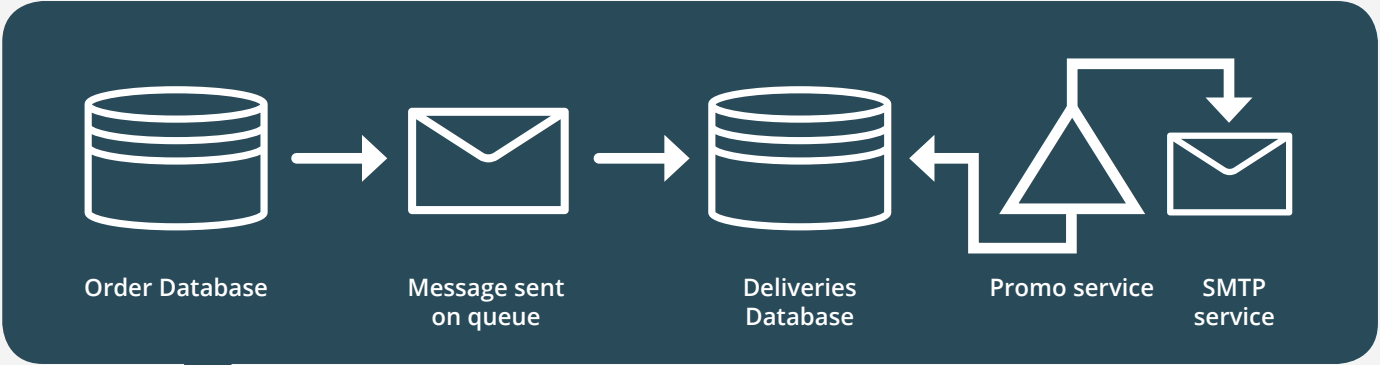 Order Database
Message sent
on queue
Deliveries
Database
Promo service
SMTP
service